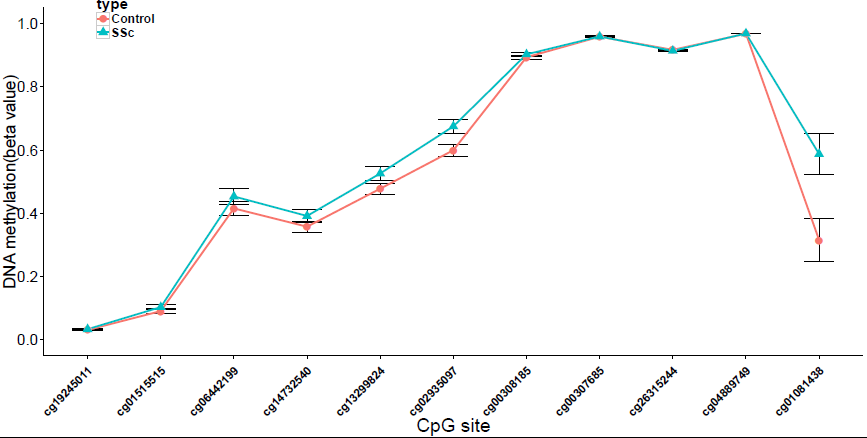 type
Control
SSc
DNA methylation(beta value)
1.0
0.8
0.6
0.4
0.2
0.0
cg19245011
cg01515515
cg06442199
cg14732540
cg13299824
cg02935097
cg00308185
cg00307685
cg26315244
cg04889749
cg01081438
CpG site